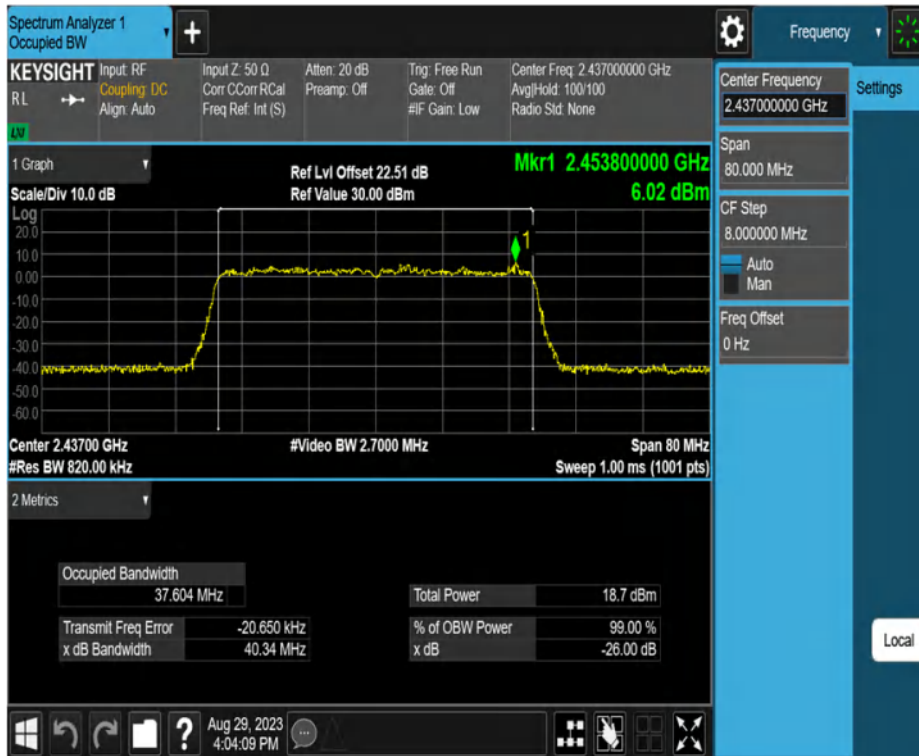 Spectrum Analyzer 1
Occupied BW
Frequency
KEYSIGHT
RL
LXI
Input: RF
Coupling: DC
Align: Auto
Input Z: 50 Ω
Corr CCorr RCal
Freq Ref: Int (S)
Atten: 20 dB
Preamp: Off
Trig: Free Run
Gate: Off
#IF Gain: Low
Center Freq: 2.437000000 GHz
Avg|Hold: 100/100
Radio Std: None
Center Frequency
2.437000000 GHz
Settings
Span
80.000 MHz
CF Step
8.000000 MHz
Auto
Man
Freq Offset
0 Hz
1 Graph
Scale/Div 10.0 dB
Ref Lvl Offset 22.51 dB
Ref Value 30.00 dBm
Mkr1 2.453800000 GHz
6.02 dBm
Log
20.0
10.0
0.00
-10.0
-20.0
-30.0
-40.0
-50.0
-60.0
1
Center 2.43700 GHz
#Video BW 2.7000 MHz
Span 80 MHz
#Res BW 820.00 kHz
Sweep 1.00 ms (1001 pts)
2 Metrics
Occupied Bandwidth
37.604 MHz
Total Power 18.7 dBm
Transmit Freq Error -20.650 kHz
% of OBW Power 99.00 %
x dB Bandwidth 40.34 MHz
x dB -26.00 dB
Local
?
Aug 29, 2023
4:04:09 PM